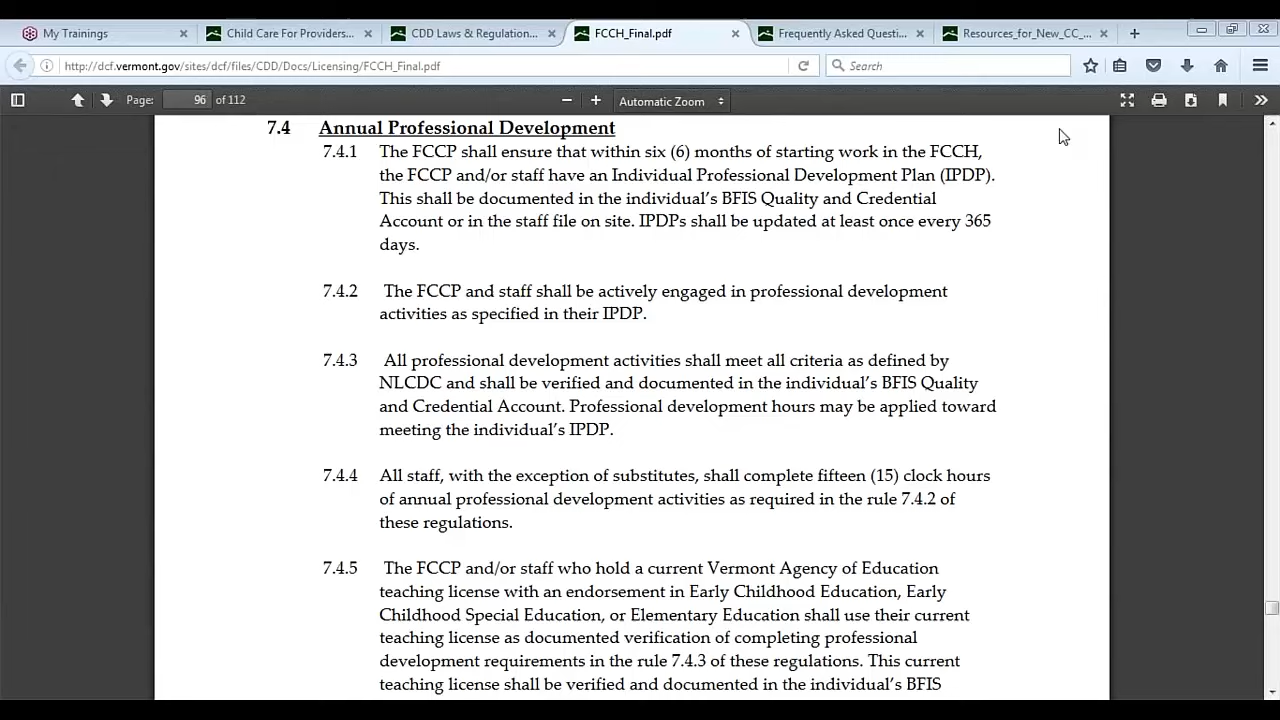 My Trainings
Child Care For Providers...
CDD Laws & Regulation...
FCCH_Final.pdf
Frequently Asked Questi...
Resources_for_New_CC_...
http://dcf.vermont.gov/sites/dcf/files/CDD/Docs/Licensing/FCCH_Final.pdf
Search
Page: 96 of 112
Automatic Zoom
7.4 Annual Professional Development
7.4.1 The FCCP shall ensure that within six (6) months of starting work in the FCCH,
the FCCP and/or staff have an Individual Professional Development Plan (IPDP).
This shall be documented in the individual's BFIS Quality and Credential
Account or in the staff file on site. IPDPs shall be updated at least once every 365
days.
7.4.2 The FCCP and staff shall be actively engaged in professional development
activities as specified in their IPDP.
7.4.3 All professional development activities shall meet all criteria as defined by
NLCDC and shall be verified and documented in the individual's BFIS Quality
and Credential Account. Professional development hours may be applied toward
meeting the individual's IPDP.
7.4.4 All staff, with the exception of substitutes, shall complete fifteen (15) clock hours
of annual professional development activities as required in the rule 7.4.2 of
these regulations.
7.4.5 The FCCP and/or staff who hold a current Vermont Agency of Education
teaching license with an endorsement in Early Childhood Education, Early
Childhood Special Education, or Elementary Education shall use their current
teaching license as documented verification of completing professional
development requirements in the rule 7.4.3 of these regulations. This current
teaching license shall be verified and documented in the individual's BFIS